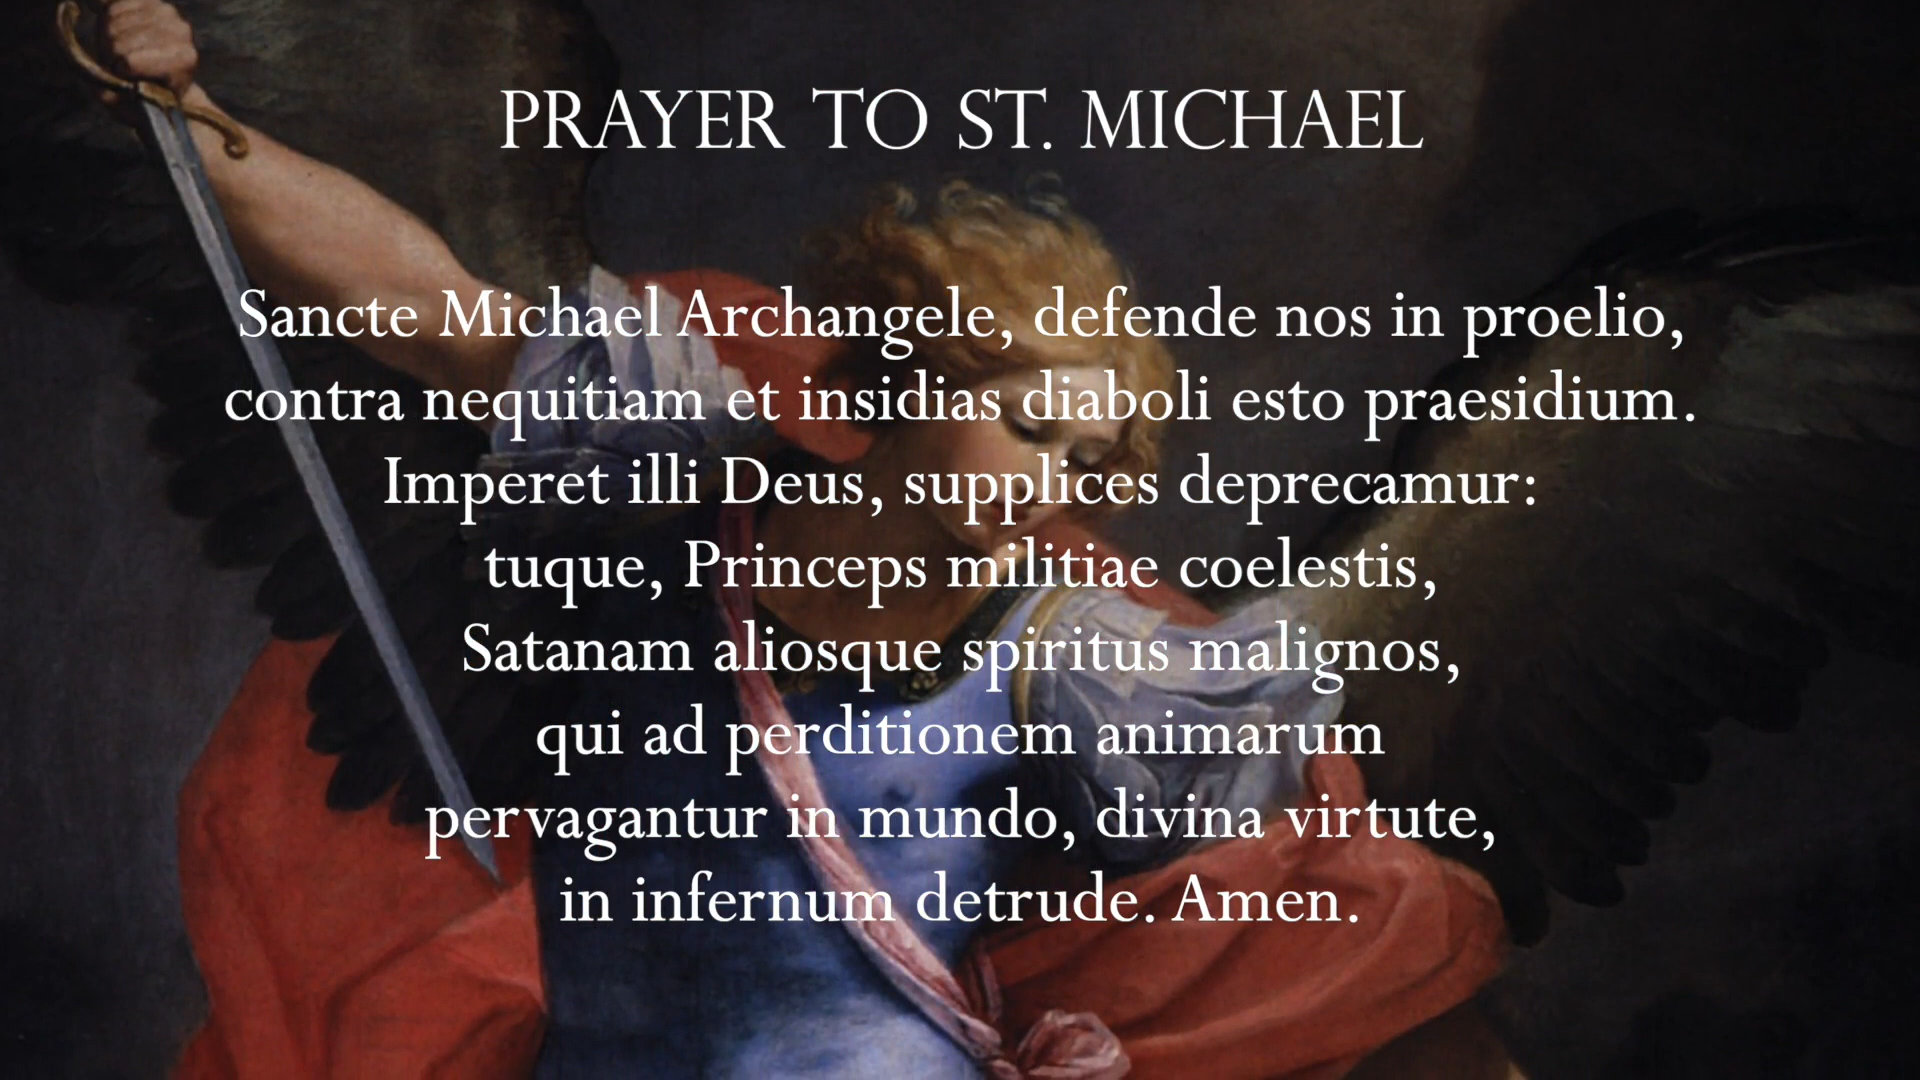 PRAYER TO ST. MICHAEL
Sancte Michael Archangele, defende nos in proelio,
contra nequitiam et insidias diaboli esto praesidium.
Imperet illi Deus, supplices deprecamur:
tuque, Princeps militiae coelestis,
Satanam aliosque spiritus malignos,
qui ad perditionem animarum
pervagantur in mundo, divina virtute,
in infernum detrude. Amen.